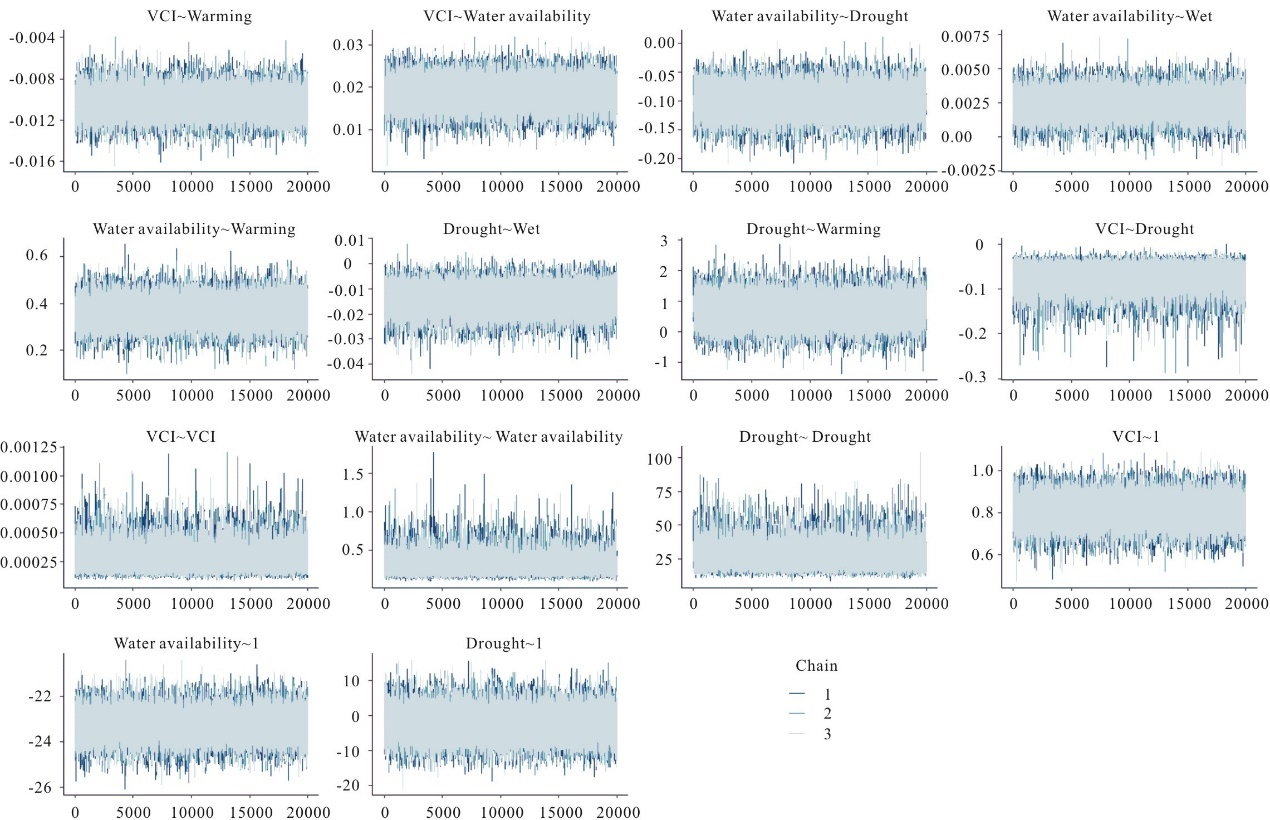 VCI~Warming
VCI~Water availability
Water availability~Drought
Water availability~Wet
-0.004
-0.008
-0.012
-0.016
0 5000 10000 15000 20000
0.03
0.02
0.01
0 5000 10000 15000 20000
0.00
-0.05
-0.10
-0.15
-0.20
0 5000 10000 15000 20000
0.0075
0.0050
0.0025
0.00
-0.0025
0 5000 10000 15000 20000
Water availability~Warming
Drought~Wet
Drought~Warming
VCI~Drought
0.6
0.4
0.2
0 5000 10000 15000 20000
0.01
0
-0.01
-0.02
-0.03
-0.04
0 5000 10000 15000 20000
3
2
1
0
-1
0 5000 10000 15000 20000
0
-0.1
-0.2
-0.3
0 5000 10000 15000 20000
VCI~VCI
Water availability~ Water availability
Drought~ Drought
VCI~1
0.00125
0.00100
0.00075
0.00050
0.00025
0 5000 10000 15000 20000
1.5
1.0
0.5
0 5000 10000 15000 20000
100
75
50
25
0 5000 10000 15000 20000
1.0
0.8
0.6
0 5000 10000 15000 20000
Water availability~1
Drought~1
-22
-24
-26
0 5000 10000 15000 20000
10
0
-10
-20
0 5000 10000 15000 20000
Chain
1
2
3